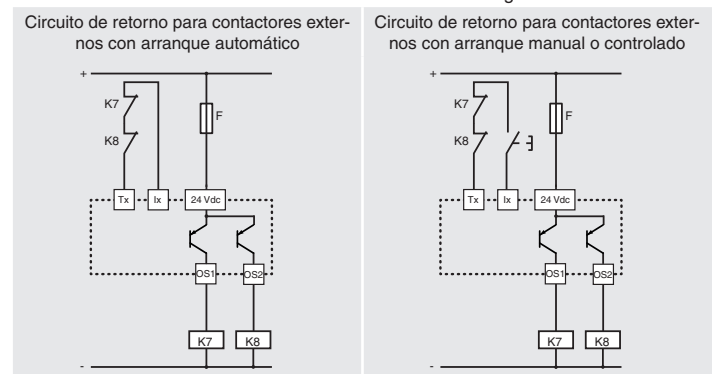 Circuito de retorno para contactores exter-
nos con arranque automático
+
K7
K8
F
Tx
Ix
24 Vdc
OS1
OS2
K7
K8
-
Circuito de retorno para contactores exter-
nos con arranque manual o controlado
+
K7
K8
F
Tx
Ix
24 Vdc
OS1
OS2
K7
K8
-